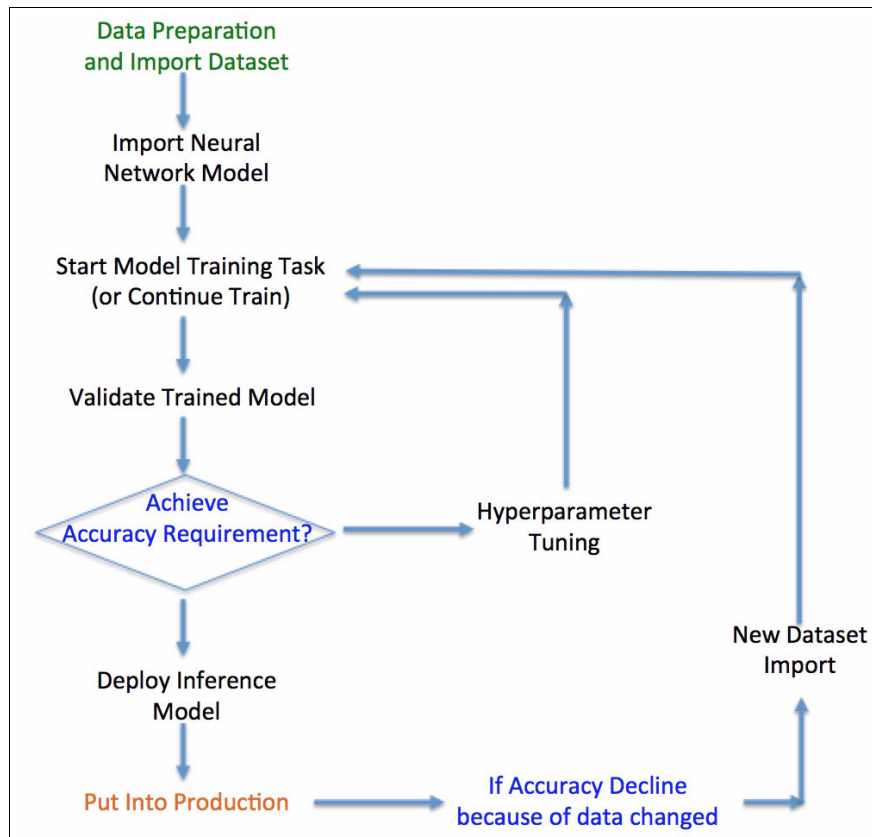 Data Preparation
and Import Dataset
Import Neural
Network Model
Start Model Training Task
(or Continue Train)
Validate Trained Model
Achieve
Accuracy Requirement?
Hyperparameter
Tuning
New Dataset
Import
Deploy Inference
Model
Put Into Production
If Accuracy Decline
because of data changed